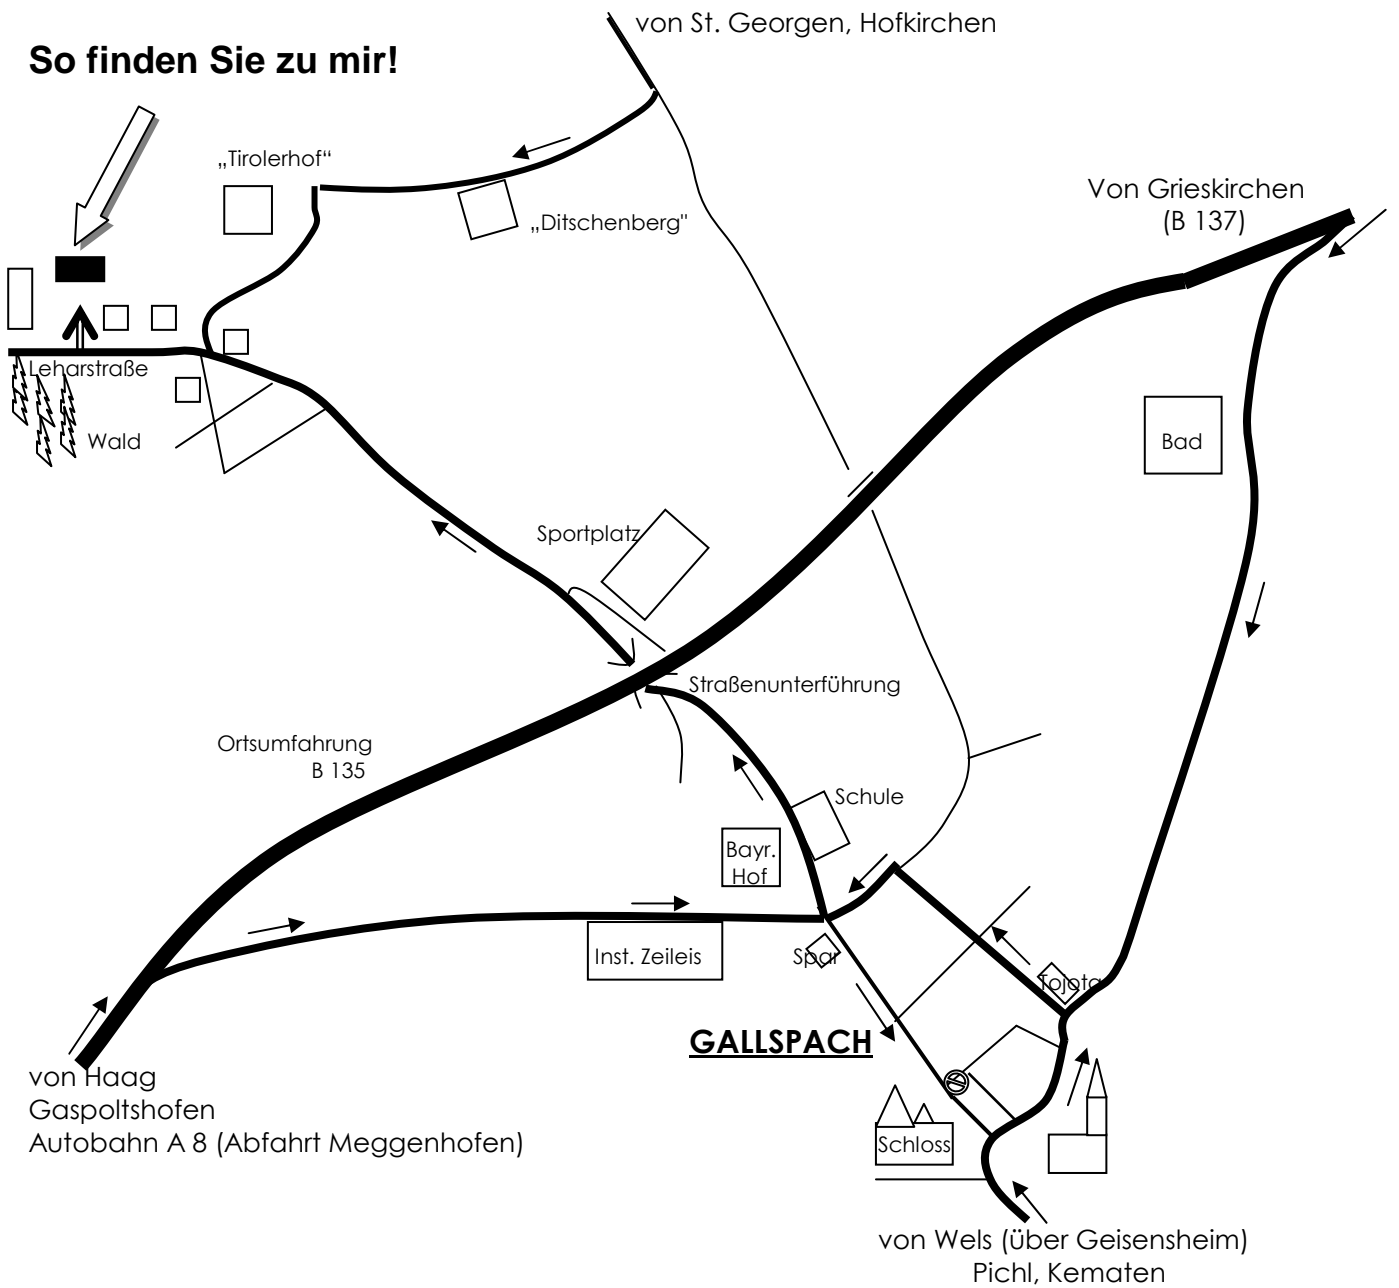 von St. Georgen, Hofkirchen
So finden Sie zu mir!
„Tirolerhof“
„Ditschenberg"
Von Grieskirchen
(B 137)
Leharstraße
Wald
Bad
Sportplatz
Straßenunterführung
Ortsumfahrung
B 135
Schule
Bayr.
Hof
Inst. Zeileis
Spar
Tojota
GALLSPACH
von Haag
Gaspoltshofen
Autobahn A 8 (Abfahrt Meggenhofen)
Schloss
von Wels (über Geisensheim)
Pichl, Kematen